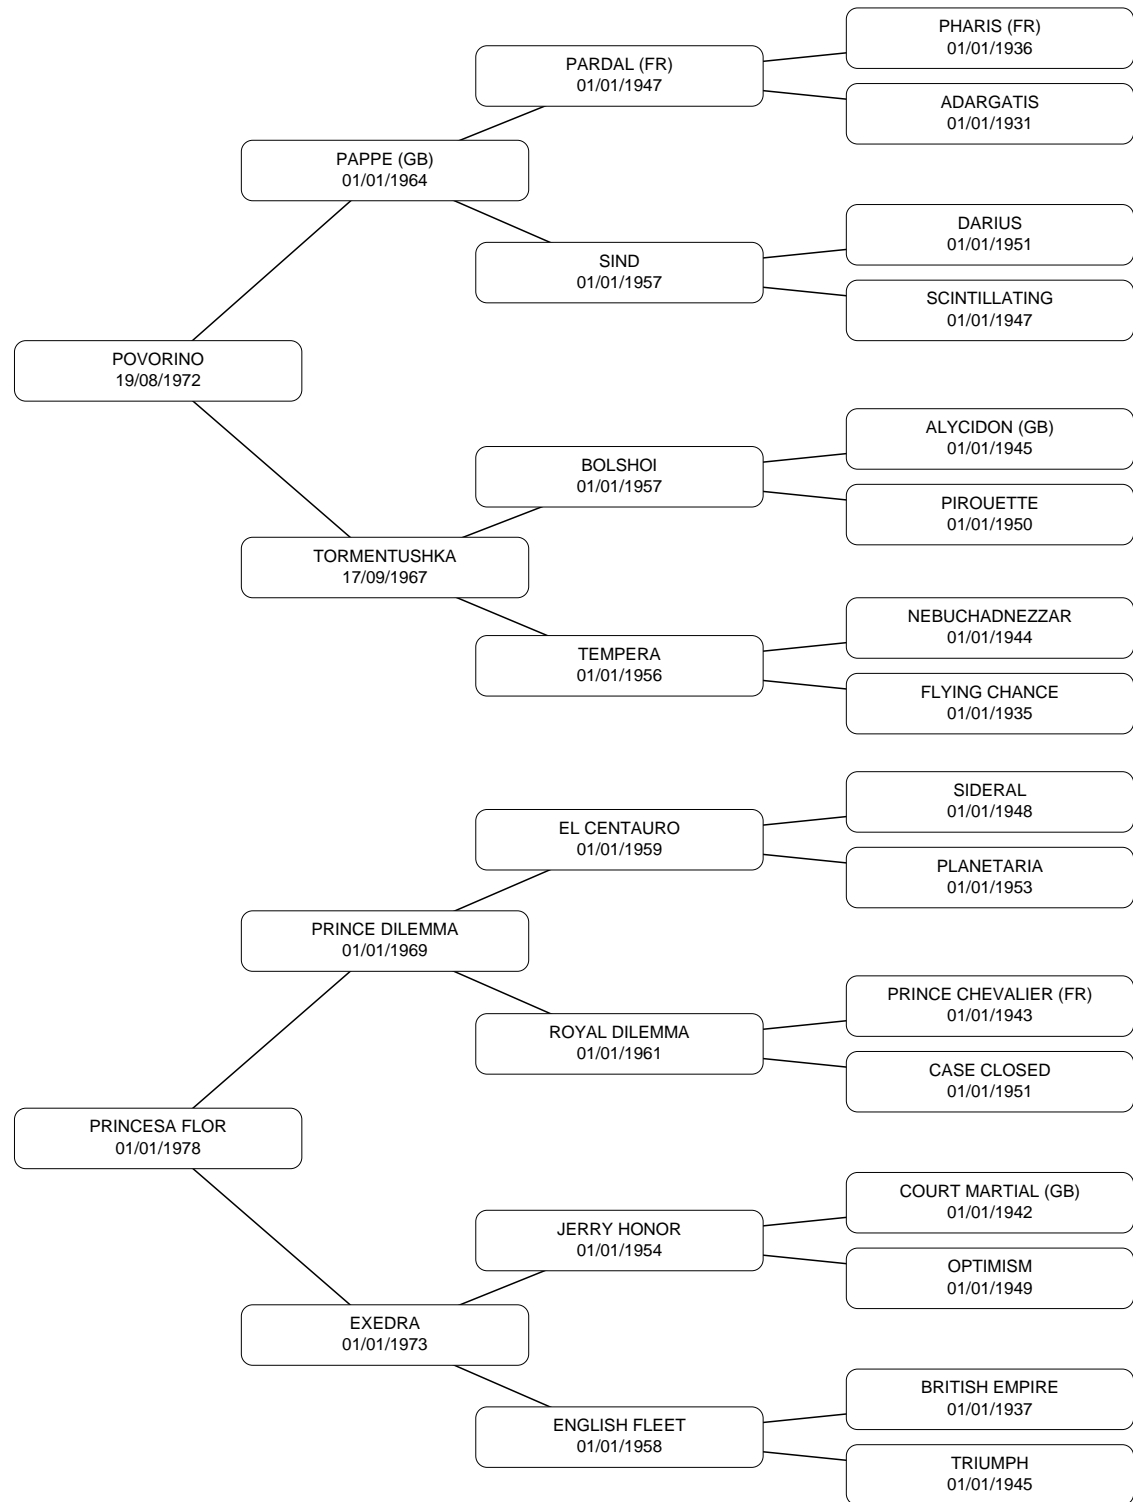 PHARIS (FR)
01/01/1936
PARDAL (FR)
01/01/1947
ADARGATIS
01/01/1931
PAPPE (GB)
01/01/1964
DARIUS
01/01/1951
SIND
01/01/1957
SCINTILLATING
01/01/1947
POVORINO
19/08/1972
ALYCIDON (GB)
01/01/1945
BOLSHOI
01/01/1957
PIROUETTE
01/01/1950
TORMENTUSHKA
17/09/1967
NEBUCHADNEZZAR
01/01/1944
TEMPERA
01/01/1956
FLYING CHANCE
01/01/1935
SIDERAL
01/01/1948
EL CENTAURO
01/01/1959
PLANETARIA
01/01/1953
PRINCE DILEMMA
01/01/1969
PRINCE CHEVALIER (FR)
01/01/1943
ROYAL DILEMMA
01/01/1961
CASE CLOSED
01/01/1951
PRINCESA FLOR
01/01/1978
COURT MARTIAL (GB)
01/01/1942
JERRY HONOR
01/01/1954
OPTIMISM
01/01/1949
EXEDRA
01/01/1973
BRITISH EMPIRE
01/01/1937
ENGLISH FLEET
01/01/1958
TRIUMPH
01/01/1945